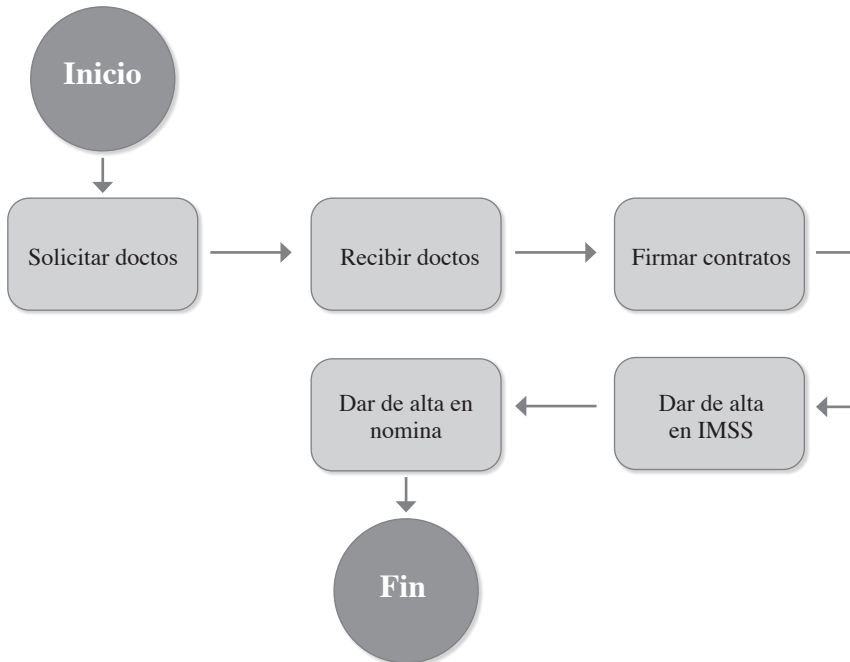 Inicio
Solicitar doctos
Recibir doctos
Firmar contratos
Dar de alta
en IMSS
Dar de alta en
nomina
Fin